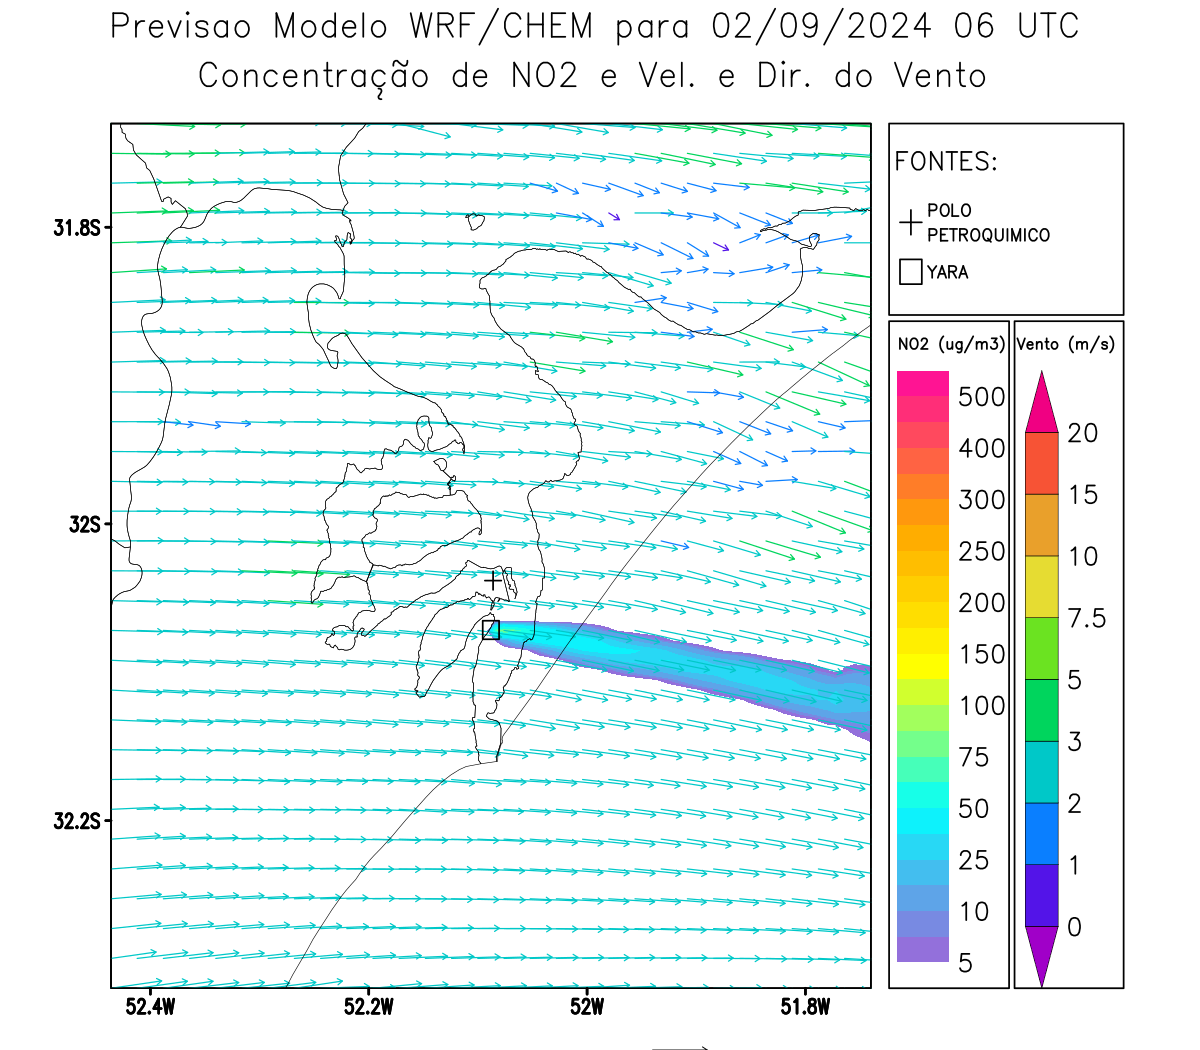 Previsao Modelo WRF/CHEM para 02/09/2024 06 UTC
Concentração de NO2 e Vel. e Dir. do Vento
FONTES:
POLO
PETROQUIMICO
YARA
31.8S
32S
32.2S
52.4W
52.2W
52W
51.8W
NO2 (ug/m3)
500
400
300
250
200
150
100
75
50
25
10
5
Vento (m/s)
20
15
10
7.5
5
3
2
1
0